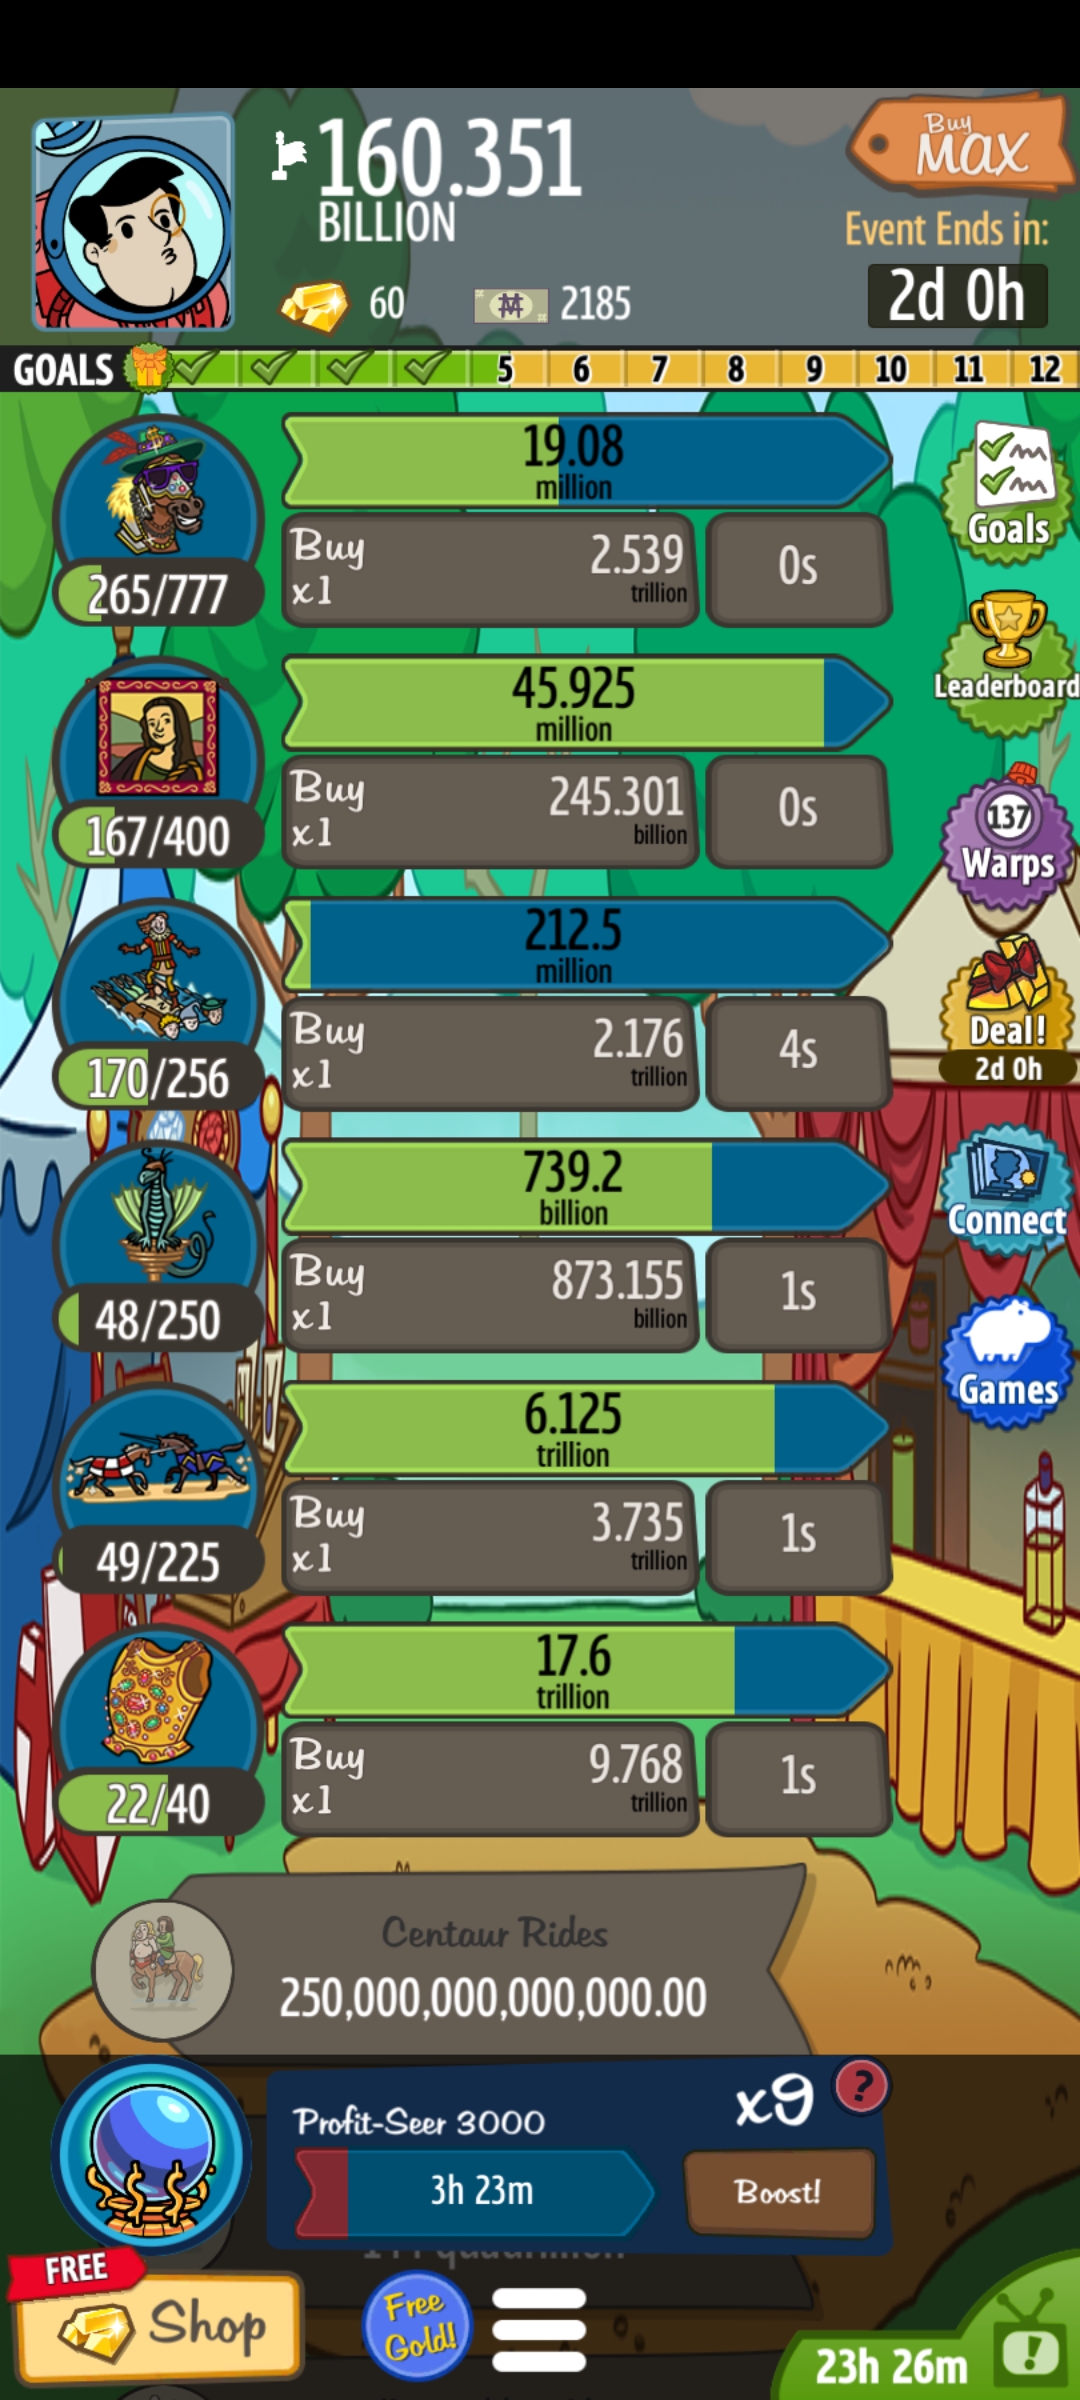 160.351
BILLION
Buy
MAX
Event Ends in:
2d 0h
60
2185
GOALS
5
6
7
8
9
10
11
12
19.08
million
Buy
x1
2.539
trillion
0s
265/777
Goals
Leaderboard
45.925
million
Buy
x1
245.301
billion
0s
167/400
137
Warps
212.5
million
Buy
x1
2.176
trillion
4s
170/256
Deal!
2d 0h
739.2
billion
Buy
x1
873.155
billion
1s
48/250
Connect
Games
6.125
trillion
Buy
x1
3.735
trillion
1s
49/225
17.6
trillion
Buy
x1
9.768
trillion
1s
22/40
Centaur Rides
250,000,000,000,000.00
Profit-Seer 3000
x9
?
3h 23m
Boost!
FREE
Shop
Free
Gold!
23h 26m
!